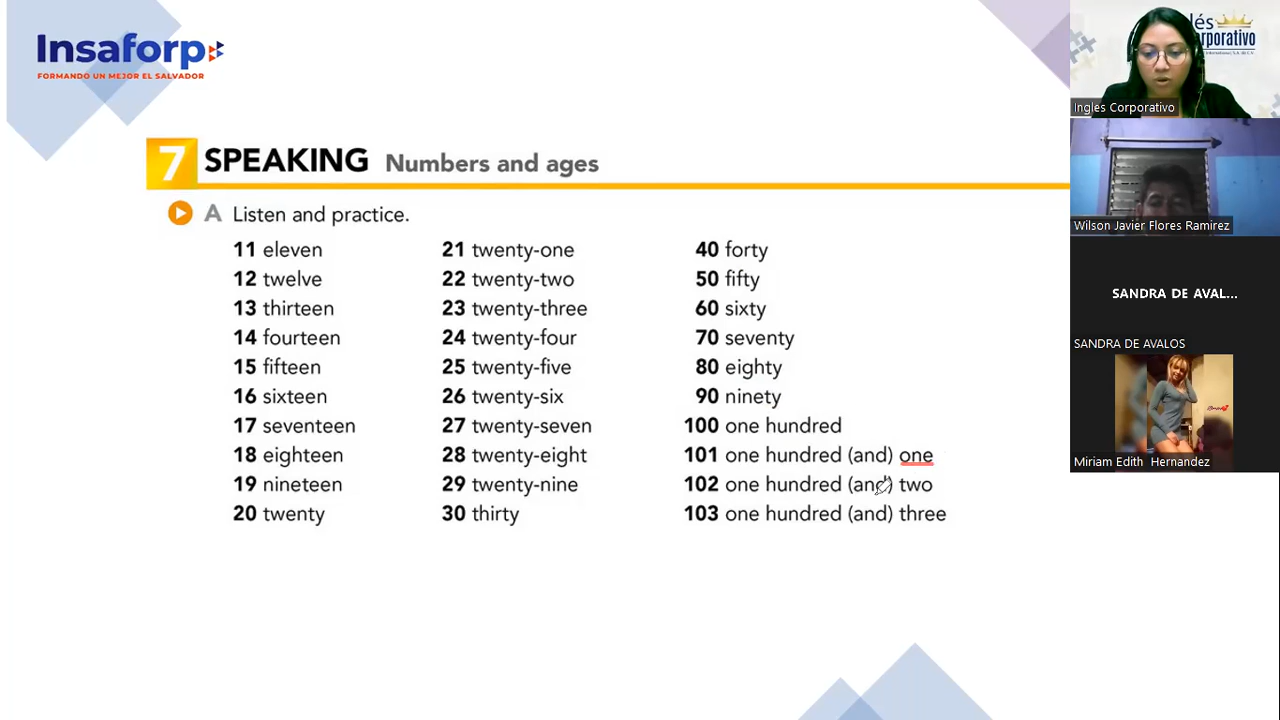 Insaforp
FORMANDO UN MEJOR EL SALVADOR
7 SPEAKING Numbers and ages
A Listen and practice.
11 eleven
12 twelve
13 thirteen
14 fourteen
15 fifteen
16 sixteen
17 seventeen
18 eighteen
19 nineteen
20 twenty
21 twenty-one
22 twenty-two
23 twenty-three
24 twenty-four
25 twenty-five
26 twenty-six
27 twenty-seven
28 twenty-eight
29 twenty-nine
30 thirty
40 forty
50 fifty
60 sixty
70 seventy
80 eighty
90 ninety
100 one hundred
101 one hundred (and) one
102 one hundred (and) two
103 one hundred (and) three
lés
rporativo
Ingles Corporativo
Wilson Javier Flores Ramirez
SANDRA DE AVAL...
SANDRA DE AVALOS
Miriam Edith Hernandez